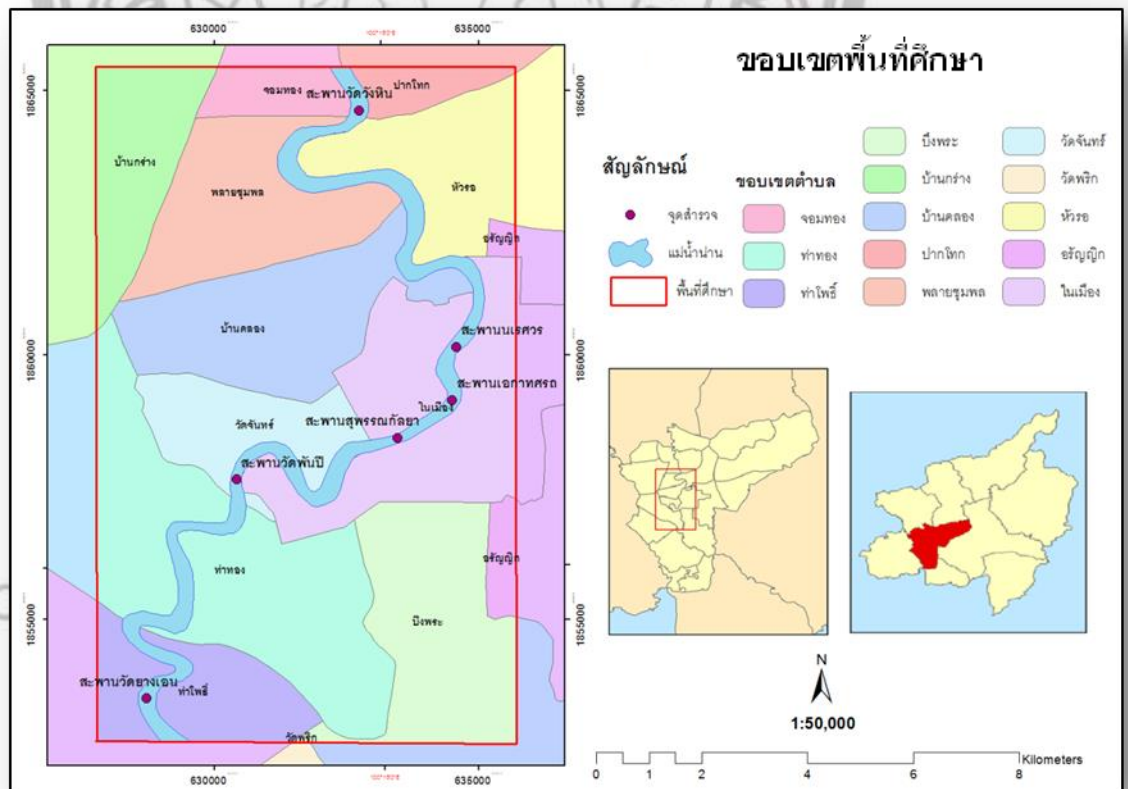 630000 635000
ขอบเขตพื้นที่ศึกษา
1865000 1865000
จอมทอง ปากโทก
สะพานวัดวังหิน
บ้านกร่าง
พลายชุมพล
หัวรอ
อรัญญิก
บ้านคลอง
สะพานนเรศวร
1860000 1860000
สะพานเอกาทศรถ
ในเมือง
สะพานสุพรรณกัลยา
วัดจันทร์
สะพานวัดพันปี
ท่าทอง
อรัญญิก
บึงพระ
1855000 1855000
สะพานวัดยางเอน
ท่าโพธิ์
วัดพริก
630000 635000
สัญลักษณ์
จุดสำรวจ
แม่น้ำน่าน
พื้นที่ศึกษา
ขอบเขตตำบล
จอมทอง
ท่าทอง
ท่าโพธิ์
บึงพระ
บ้านกร่าง
บ้านคลอง
ปากโทก
พลายชุมพล
วัดจันทร์
วัดพริก
หัวรอ
อรัญญิก
ในเมือง
N
1:50,000
Kilometers
0 1 2 4 6 8